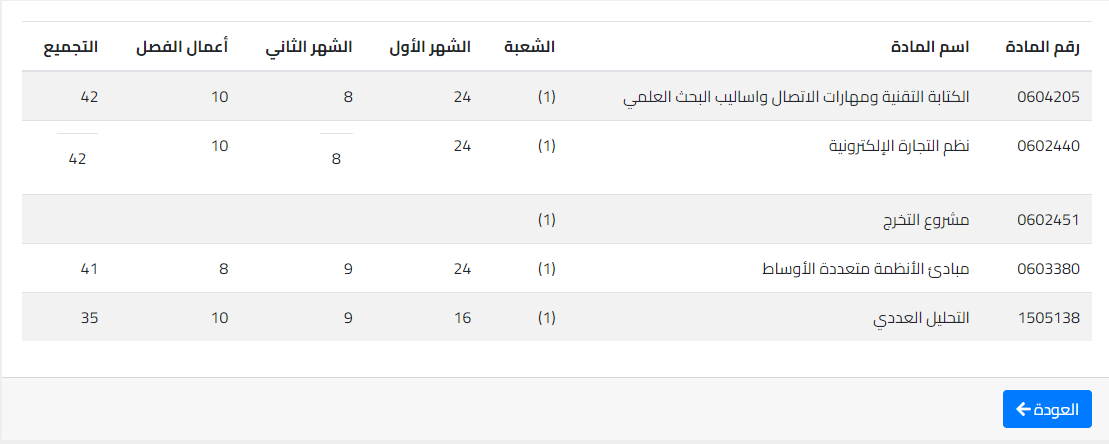 رقم المادة اسم المادة الشعبة الشهر الأول الشهر الثاني أعمال الفصل التجميع
0604205 الكتابة التقنية ومهارات الاتصال واساليب البحث العلمي (1) 24 8 10 42
0602440 نظم التجارة الإلكترونية (1) 24 8 10 42
0602451 مشروع التخرج (1)
0603380 مبادئ الأنظمة متعددة الأوساط (1) 24 9 8 41
1505138 التحليل العددي (1) 16 9 10 35
العودة